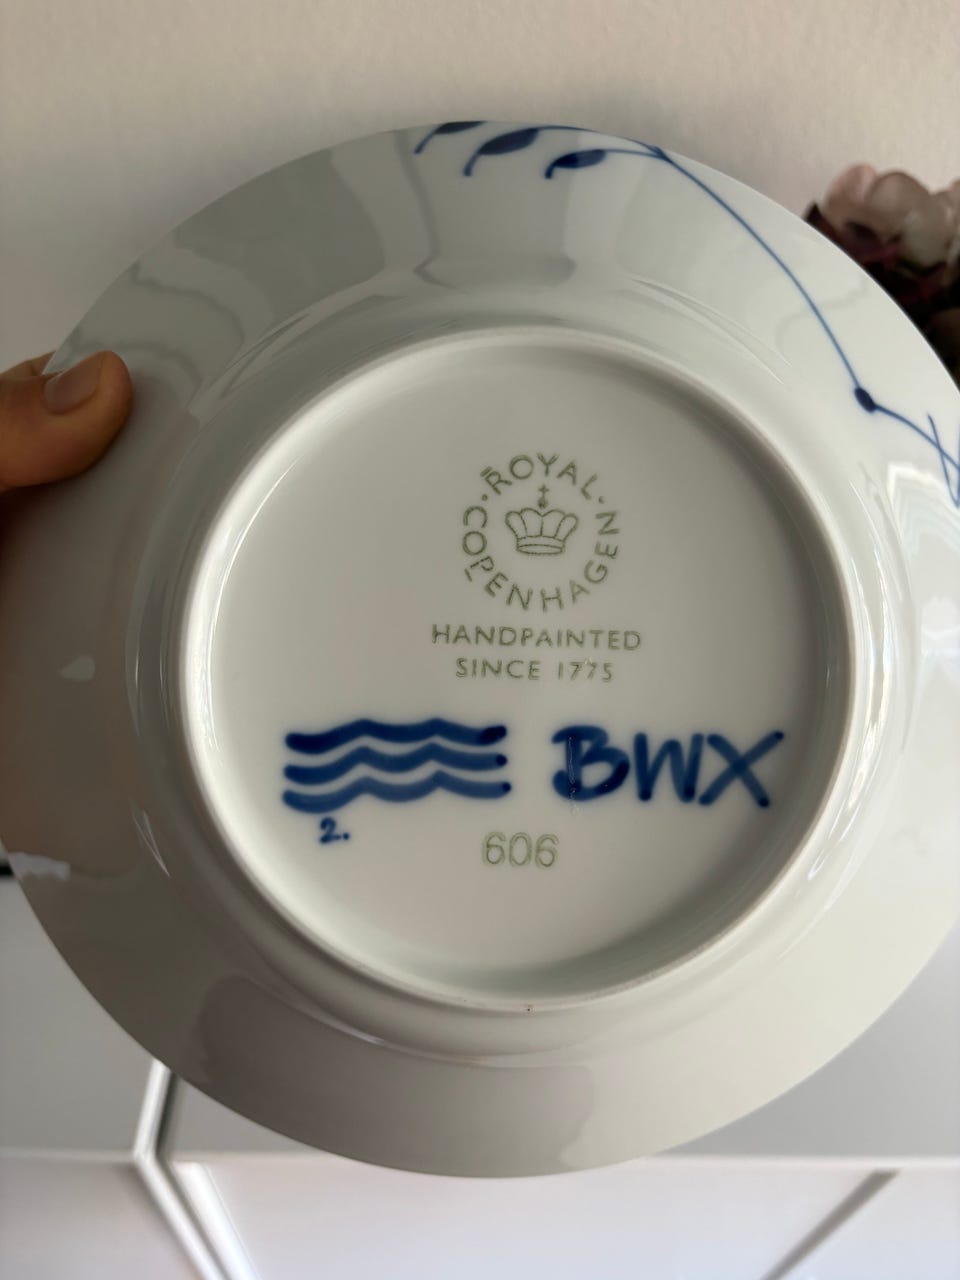 ROYAL · COPENHAGEN ·
HANDPAINTED
SINCE 1775
BWX
2.
606